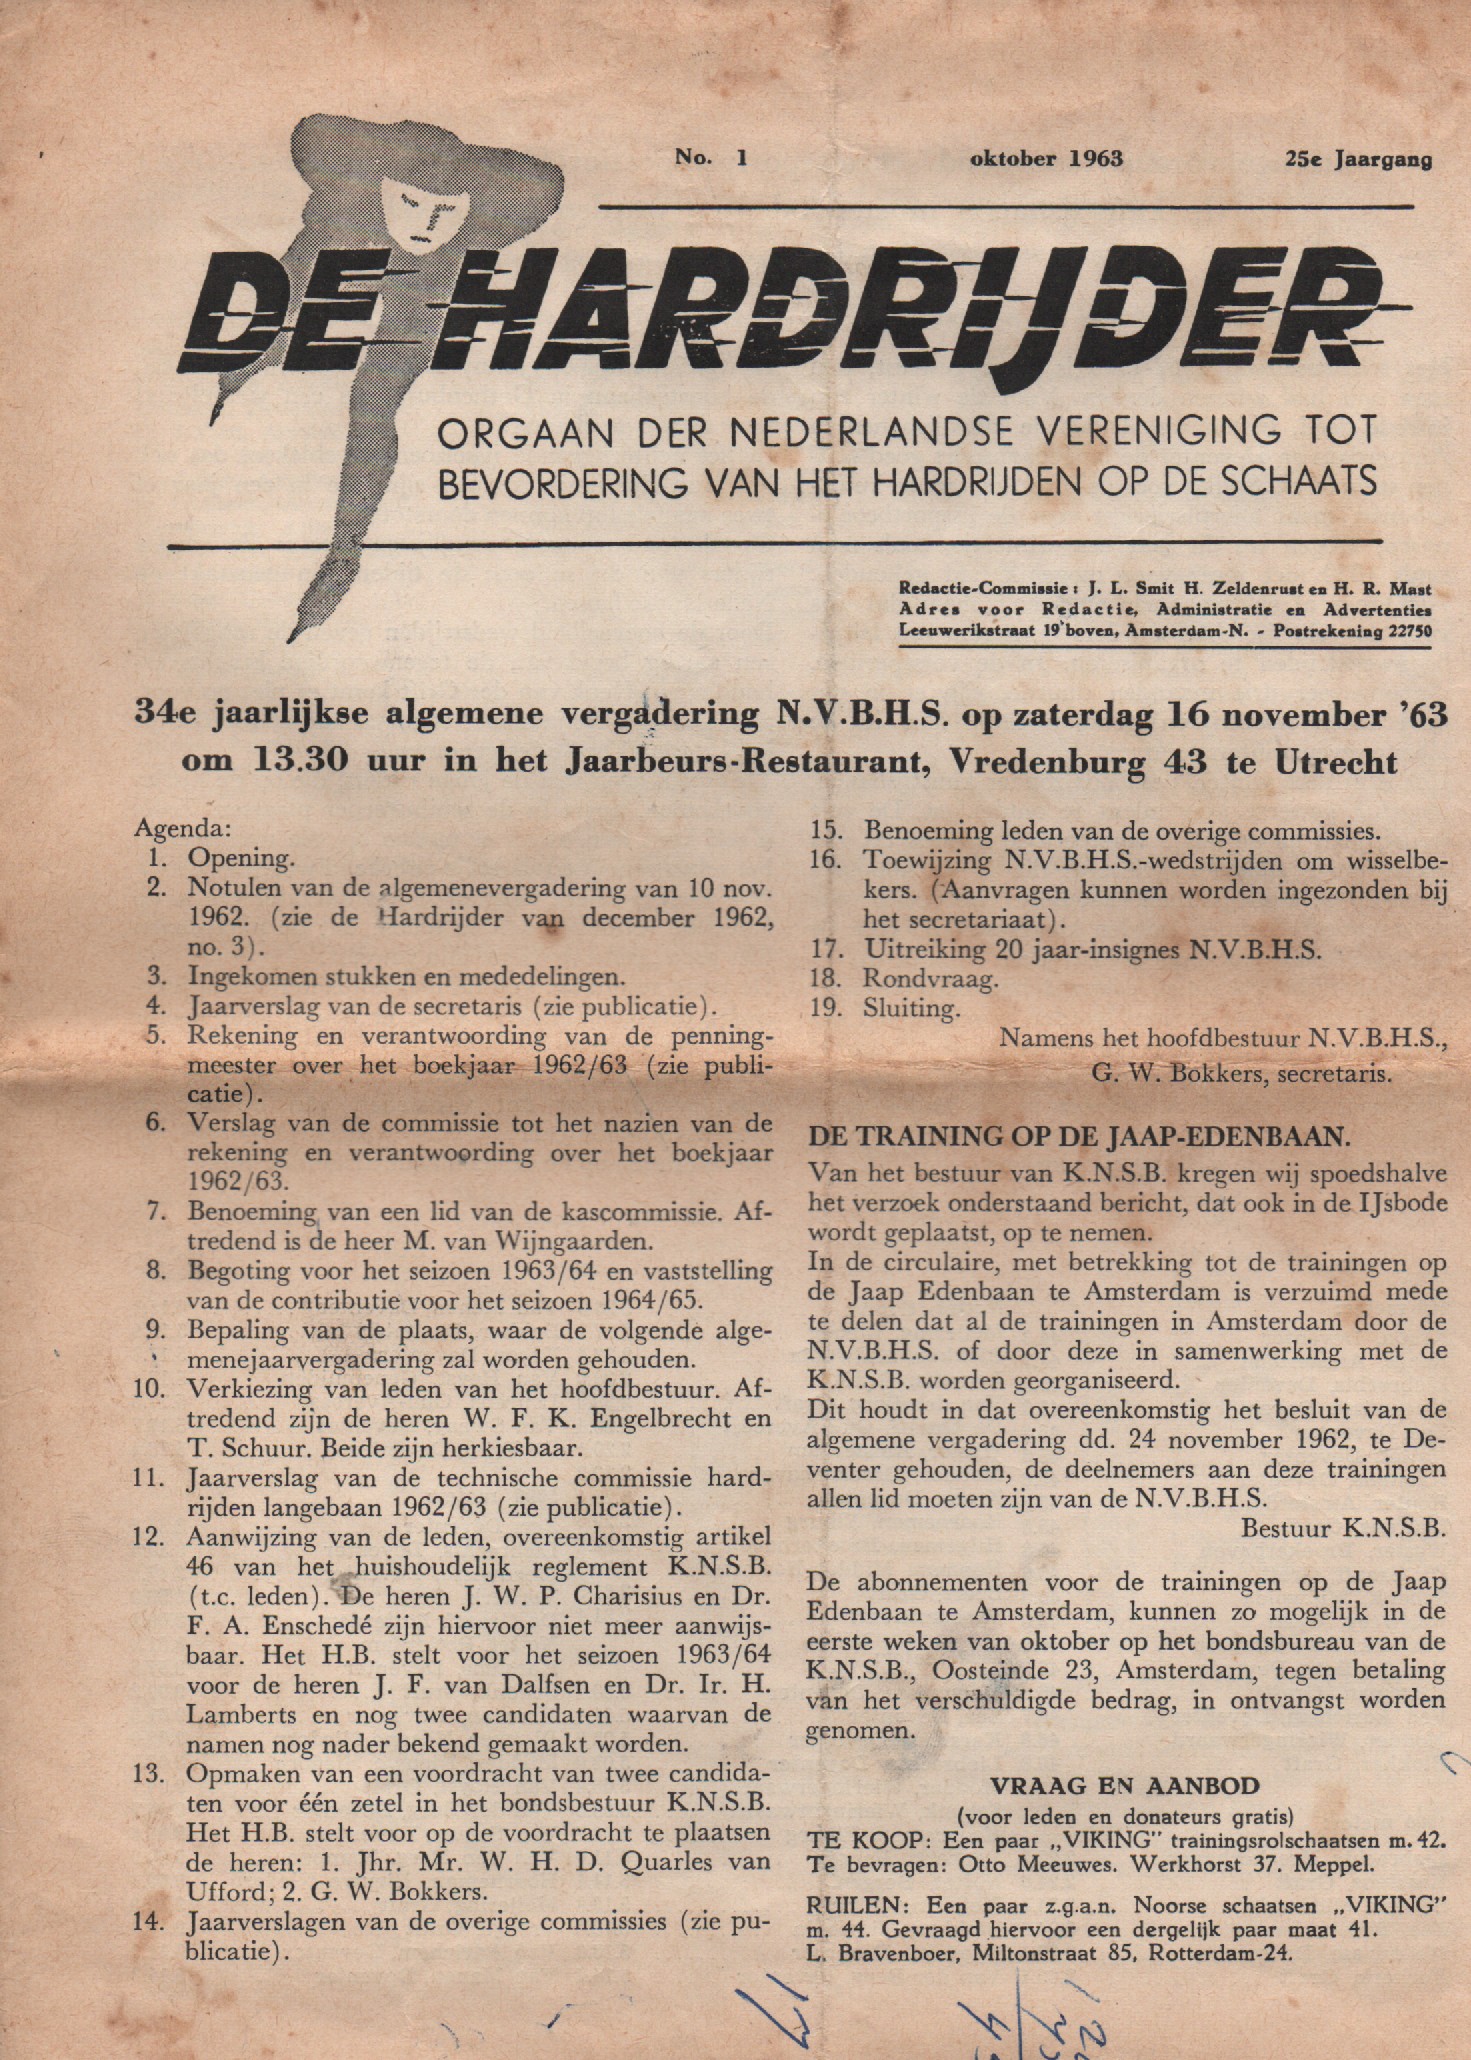 No. 1 oktober 1963 25e Jaargang
DE HARDRIJDER
ORGAAN DER NEDERLANDSE VERENIGING TOT
BEVORDERING VAN HET HARDRIJDEN OP DE SCHAATS
Redactie-Commissie: J. L. Smit H. Zeldenrust en H. R. Mast
Adres voor Redactie, Administratie en Advertenties
Leeuwerikstraat 19 boven, Amsterdam-N. - Postrekening 22750
34e jaarlijkse algemene vergadering N.V.B.H.S. op zaterdag 16 november '63
om 13.30 uur in het Jaarbeurs-Restaurant, Vredenburg 43 te Utrecht
Agenda:
1. Opening.
2. Notulen van de algemenevergadering van 10 nov.
1962. (zie de Hardrijder van december 1962,
no. 3).
3. Ingekomen stukken en mededelingen.
4. Jaarverslag van de secretaris (zie publicatie).
5. Rekening en verantwoording van de penning-
meester over het boekjaar 1962/63 (zie publi-
catie).
6. Verslag van de commissie tot het nazien van de
rekening en verantwoording over het boekjaar
1962/63.
7. Benoeming van een lid van de kascommissie. Af-
tredend is de heer M. van Wijngaarden.
8. Begoting voor het seizoen 1963/64 en vaststelling
van de contributie voor het seizoen 1964/65.
9. Bepaling van de plaats, waar de volgende alge-
menejaarvergadering zal worden gehouden.
10. Verkiezing van leden van het hoofdbestuur. Af-
tredend zijn de heren W. F. K. Engelbrecht en
T. Schuur. Beide zijn herkiesbaar.
11. Jaarverslag van de technische commissie hard-
rijden langebaan 1962/63 (zie publicatie).
12. Aanwijzing van de leden, overeenkomstig artikel
46 van het huishoudelijk reglement K.N.S.B.
(t.c. leden). De heren J. W. P. Charisius en Dr.
F. A. Enschedé zijn hiervoor niet meer aanwijs-
baar. Het H.B. stelt voor het seizoen 1963/64
voor de heren J. F. van Dalfsen en Dr. Ir. H.
Lamberts en nog twee candidaten waarvan de
namen nog nader bekend gemaakt worden.
13. Opmaken van een voordracht van twee candida-
ten voor één zetel in het bondsbestuur K.N.S.B.
Het H.B. stelt voor op de voordracht te plaatsen
de heren: 1. Jhr. Mr. W. H. D. Quarles van
Ufford; 2. G. W. Bokkers.
14. Jaarverslagen van de overige commissies (zie pu-
blicatie).
15. Benoeming leden van de overige commissies.
16. Toewijzing N.V.B.H.S.-wedstrijden om wisselbe-
kers. (Aanvragen kunnen worden ingezonden bij
het secretariaat).
17. Uitreiking 20 jaar-insignes N.V.B.H.S.
18. Rondvraag.
19. Sluiting.
Namens het hoofdbestuur N.V.B.H.S.,
G. W. Bokkers, secretaris.
DE TRAINING OP DE JAAP-EDENBAAN.
Van het bestuur van K.N.S.B. kregen wij spoedshalve
het verzoek onderstaand bericht, dat ook in de IJsbode
wordt geplaatst, op te nemen.
In de circulaire, met betrekking tot de trainingen op
de Jaap Edenbaan te Amsterdam is verzuimd mede
te delen dat al de trainingen in Amsterdam door de
N.V.B.H.S. of door deze in samenwerking met de
K.N.S.B. worden georganiseerd.
Dit houdt in dat overeenkomstig het besluit van de
algemene vergadering dd. 24 november 1962, te De-
venter gehouden, de deelnemers aan deze trainingen
allen lid moeten zijn van de N.V.B.H.S.
Bestuur K.N.S.B.
De abonnementen voor de trainingen op de Jaap
Edenbaan te Amsterdam, kunnen zo mogelijk in de
eerste weken van oktober op het bondsbureau van de
K.N.S.B., Oosteinde 23, Amsterdam, tegen betaling
van het verschuldigde bedrag, in ontvangst worden
genomen.
VRAAG EN AANBOD
(voor leden en donateurs gratis)
TE KOOP: Een paar „VIKING" trainingsrolschaatsen m. 42.
Te bevragen: Otto Meeuwes. Werkhorst 37. Meppel.
RUILEN: Een paar z.g.a.n. Noorse schaatsen „VIKING"
m. 44. Gevraagd hiervoor een dergelijk paar maat 41.
L. Bravenboer, Miltonstraat 85, Rotterdam-24.